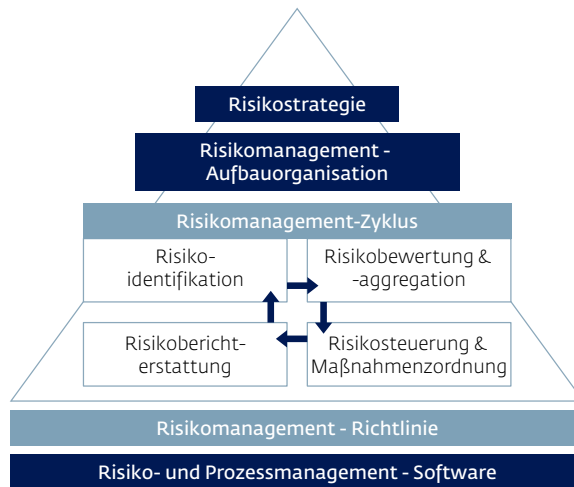 Risikostrategie
Risikomanagement -
Aufbauorganisation
Risikomanagement-Zyklus
Risiko-
identifikation
Risikobewertung &
-aggregation
Risikobericht-
erstattung
Risikosteuerung &
Maßnahmenzordnung
Risikomanagement - Richtlinie
Risiko- und Prozessmanagement - Software